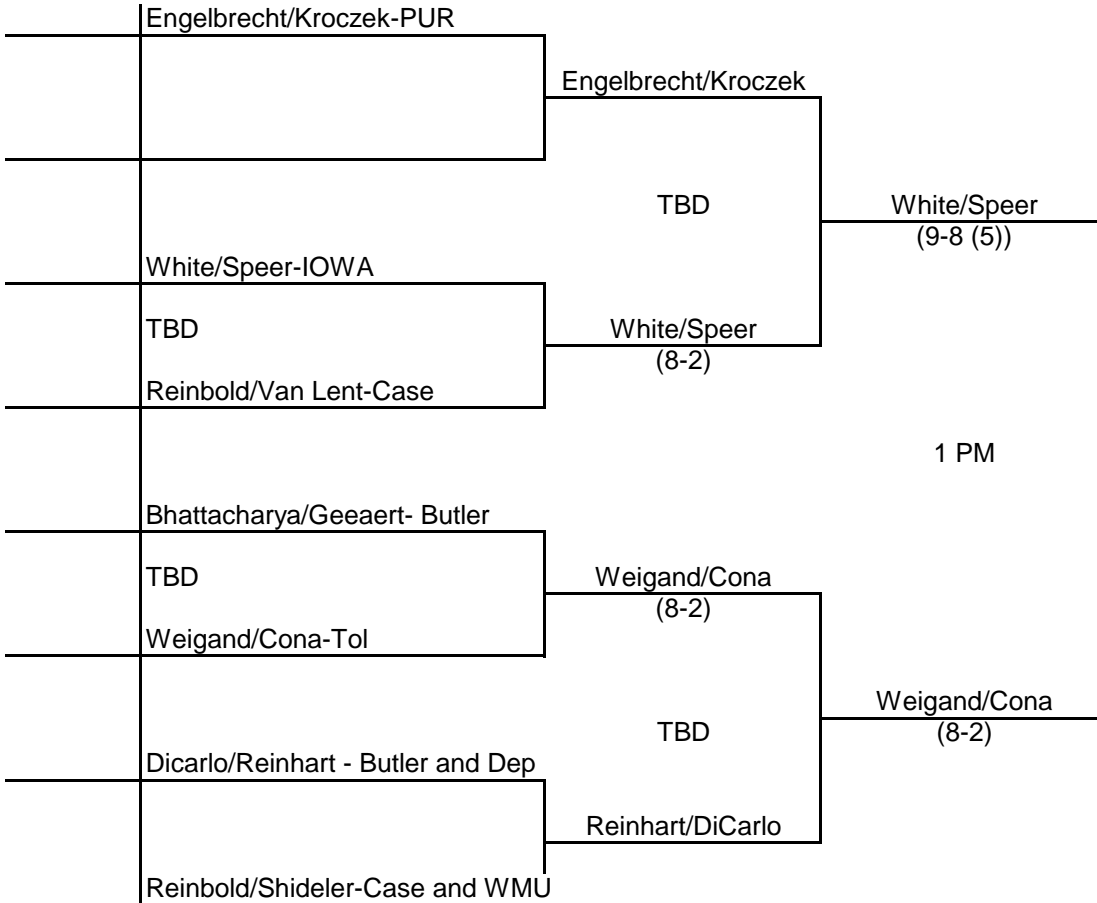 Engelbrecht/Kroczek-PUR
Engelbrecht/Kroczek
TBD
White/Speer
(9-8 (5))
White/Speer-IOWA
TBD
White/Speer
(8-2)
Reinbold/Van Lent-Case
1 PM
Bhattacharya/Geeaert- Butler
TBD
Weigand/Cona
(8-2)
Weigand/Cona-Tol
Weigand/Cona
(8-2)
TBD
Dicarlo/Reinhart - Butler and Dep
Reinhart/DiCarlo
Reinbold/Shideler-Case and WMU